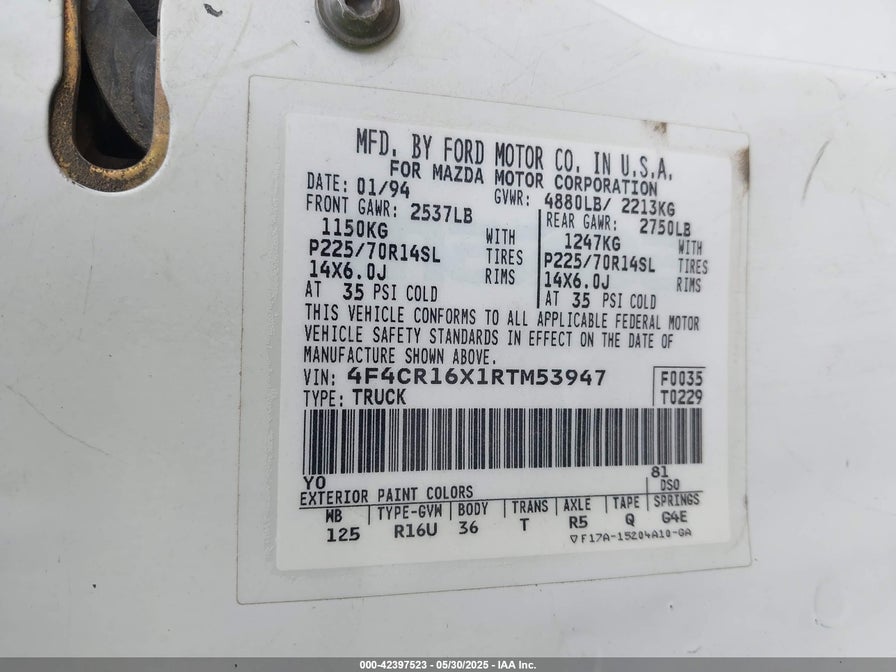 MFD. BY FORD MOTOR CO. IN U.S.A.
FOR MAZDA MOTOR CORPORATION
DATE: 01/94 GVWR: 4880LB/ 2213KG
FRONT GAWR: 2537LB REAR GAWR: 2750LB
1150KG WITH 1247KG WITH
P225/70R14SL TIRES P225/70R14SL TIRES
14X6.0J RIMS 14X6.0J RIMS
AT 35 PSI COLD AT 35 PSI COLD
THIS VEHICLE CONFORMS TO ALL APPLICABLE FEDERAL MOTOR
VEHICLE SAFETY STANDARDS IN EFFECT ON THE DATE OF
MANUFACTURE SHOWN ABOVE.
VIN: 4F4CR16X1RTM53947 F0035
TYPE: TRUCK T0229
YO 81
EXTERIOR PAINT COLORS DSO
WB TYPE-GVW BODY TRANS AXLE TAPE SPRINGS
125 R16U 36 T R5 Q G4E
▽F17A-15204A10-GA
000-42397523 — 05/30/2025 — IAA Inc.